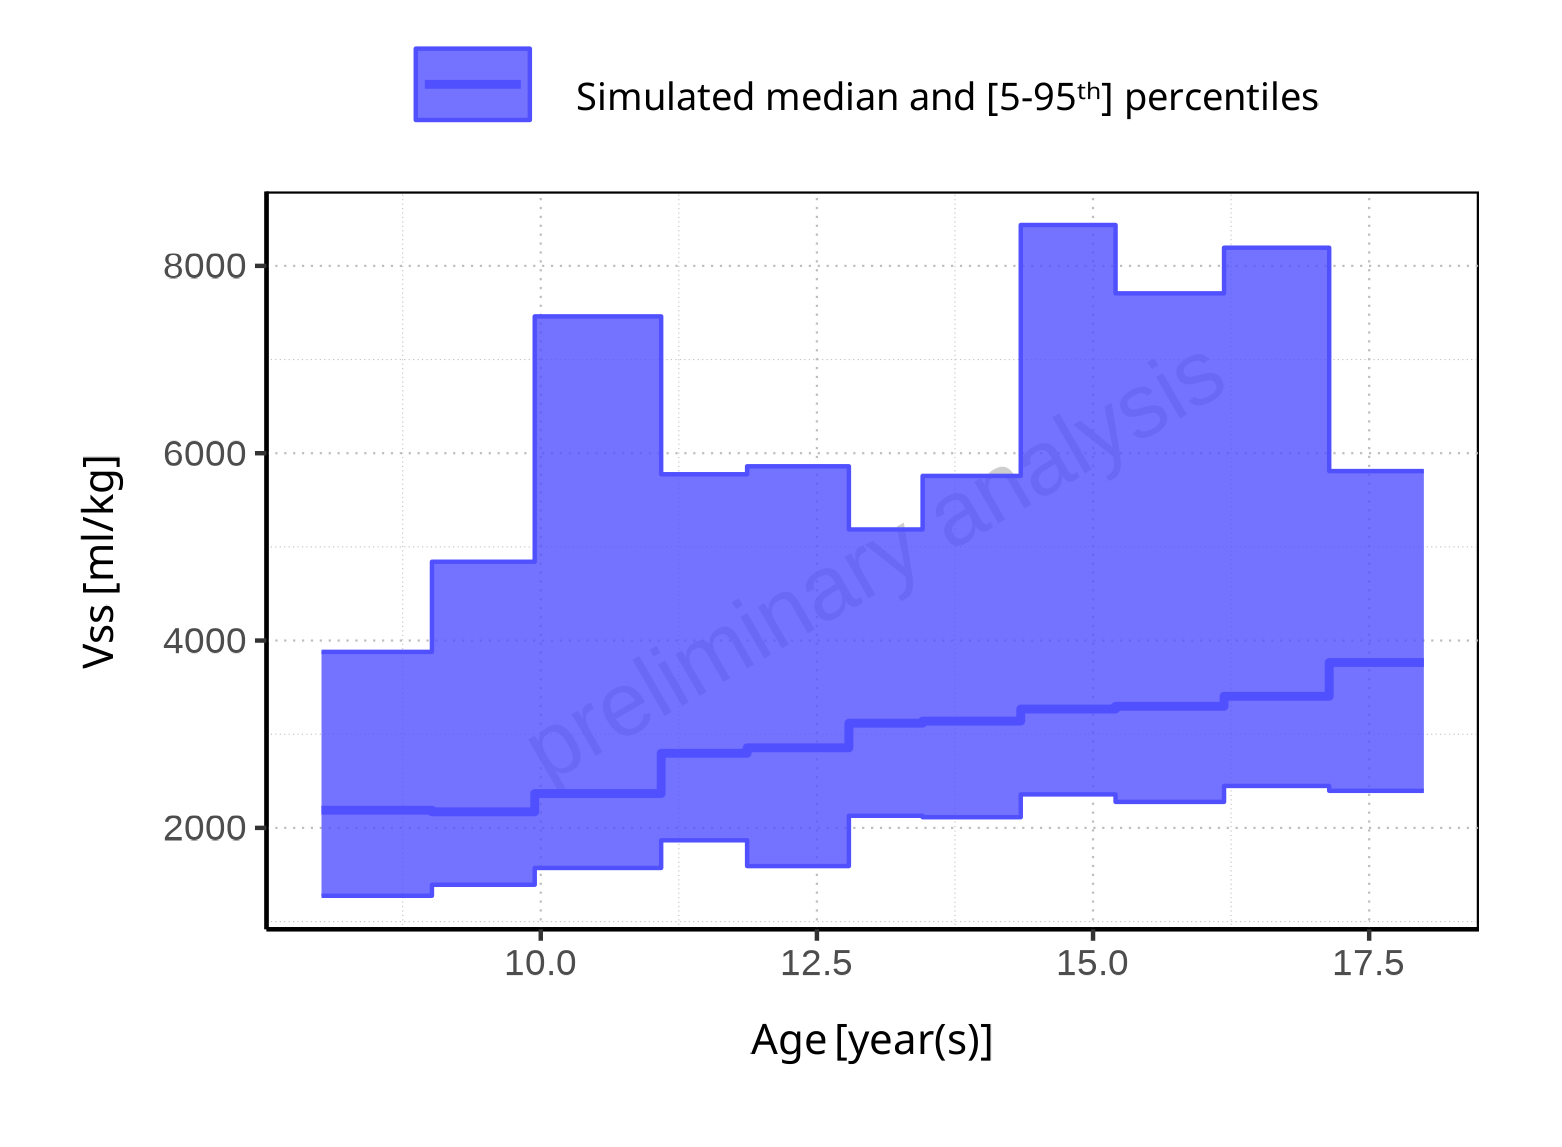 Simulated median and [5-95ᵗʰ] percentiles
8000
6000
4000
2000
Vss [ml/kg]
preliminary analysis
10.0 12.5 15.0 17.5
Age [year(s)]